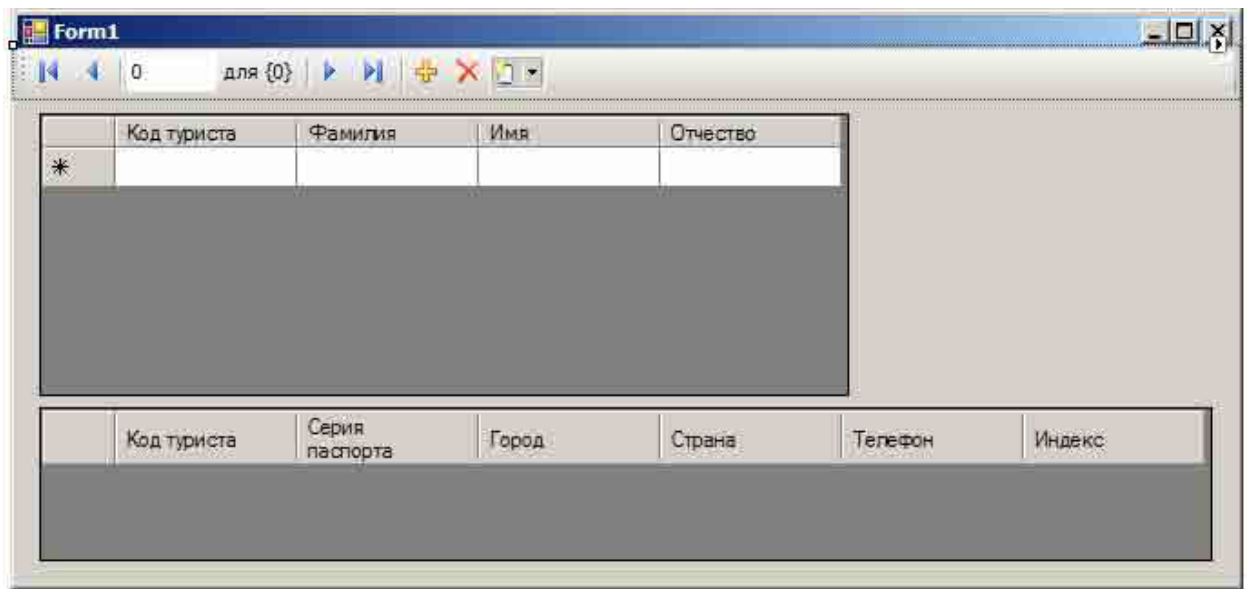 Form1
0 для {0}
Код туриста Фамилия Имя Отчество
Код туриста Серия паспорта Город Страна Телефон Индекс